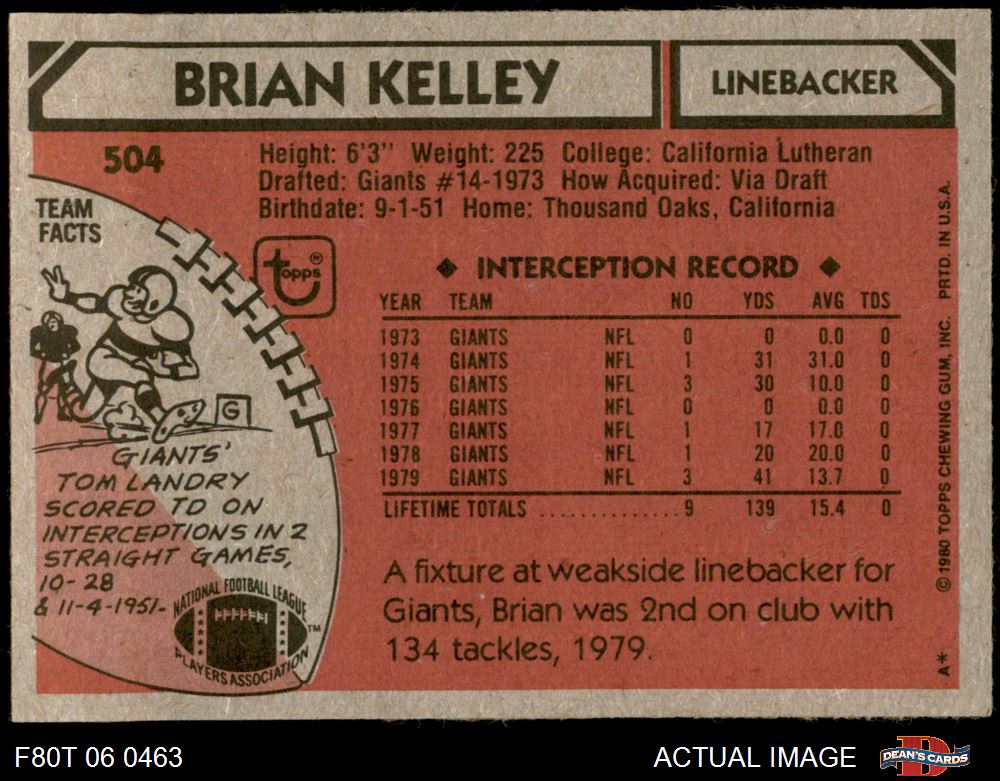 BRIAN KELLEY
LINEBACKER
504
Height: 6'3" Weight: 225 College: California Lutheran
Drafted: Giants #14-1973 How Acquired: Via Draft
Birthdate: 9-1-51 Home: Thousand Oaks, California
TEAM
FACTS
topps®
◆ INTERCEPTION RECORD ◆
YEAR TEAM NO YDS AVG TDS
1973 GIANTS NFL 0 0 0.0 0
1974 GIANTS NFL 1 31 31.0 0
1975 GIANTS NFL 3 30 10.0 0
1976 GIANTS NFL 0 0 0.0 0
1977 GIANTS NFL 1 17 17.0 0
1978 GIANTS NFL 1 20 20.0 0
1979 GIANTS NFL 3 41 13.7 0
LIFETIME TOTALS .............. 9 139 15.4 0
G
GIANTS'
TOM LANDRY
SCORED TD ON
INTERCEPTIONS IN 2
STRAIGHT GAMES,
10-28
& 11-4-1951.
NATIONAL FOOTBALL LEAGUE
PLAYERS ASSOCIATION
™
A fixture at weakside linebacker for
Giants, Brian was 2nd on club with
134 tackles, 1979.
A* © 1980 TOPPS CHEWING GUM, INC. PRTD. IN U.S.A.
F80T 06 0463
ACTUAL IMAGE
DEAN'S CARDS